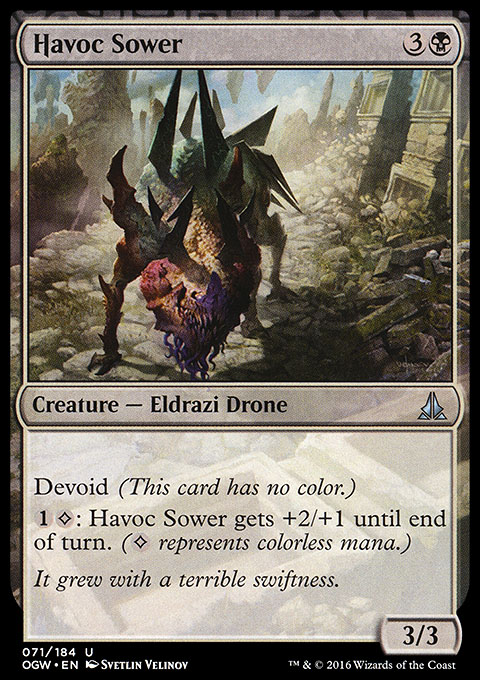 Havoc Sower 3
Creature — Eldrazi Drone
Devoid (This card has no color.)
1◇: Havoc Sower gets +2/+1 until end
of turn. (◇ represents colorless mana.)
It grew with a terrible swiftness.
3/3
071/184 U
OGW • EN Svetlin Velinov
™ & © 2016 Wizards of the Coast